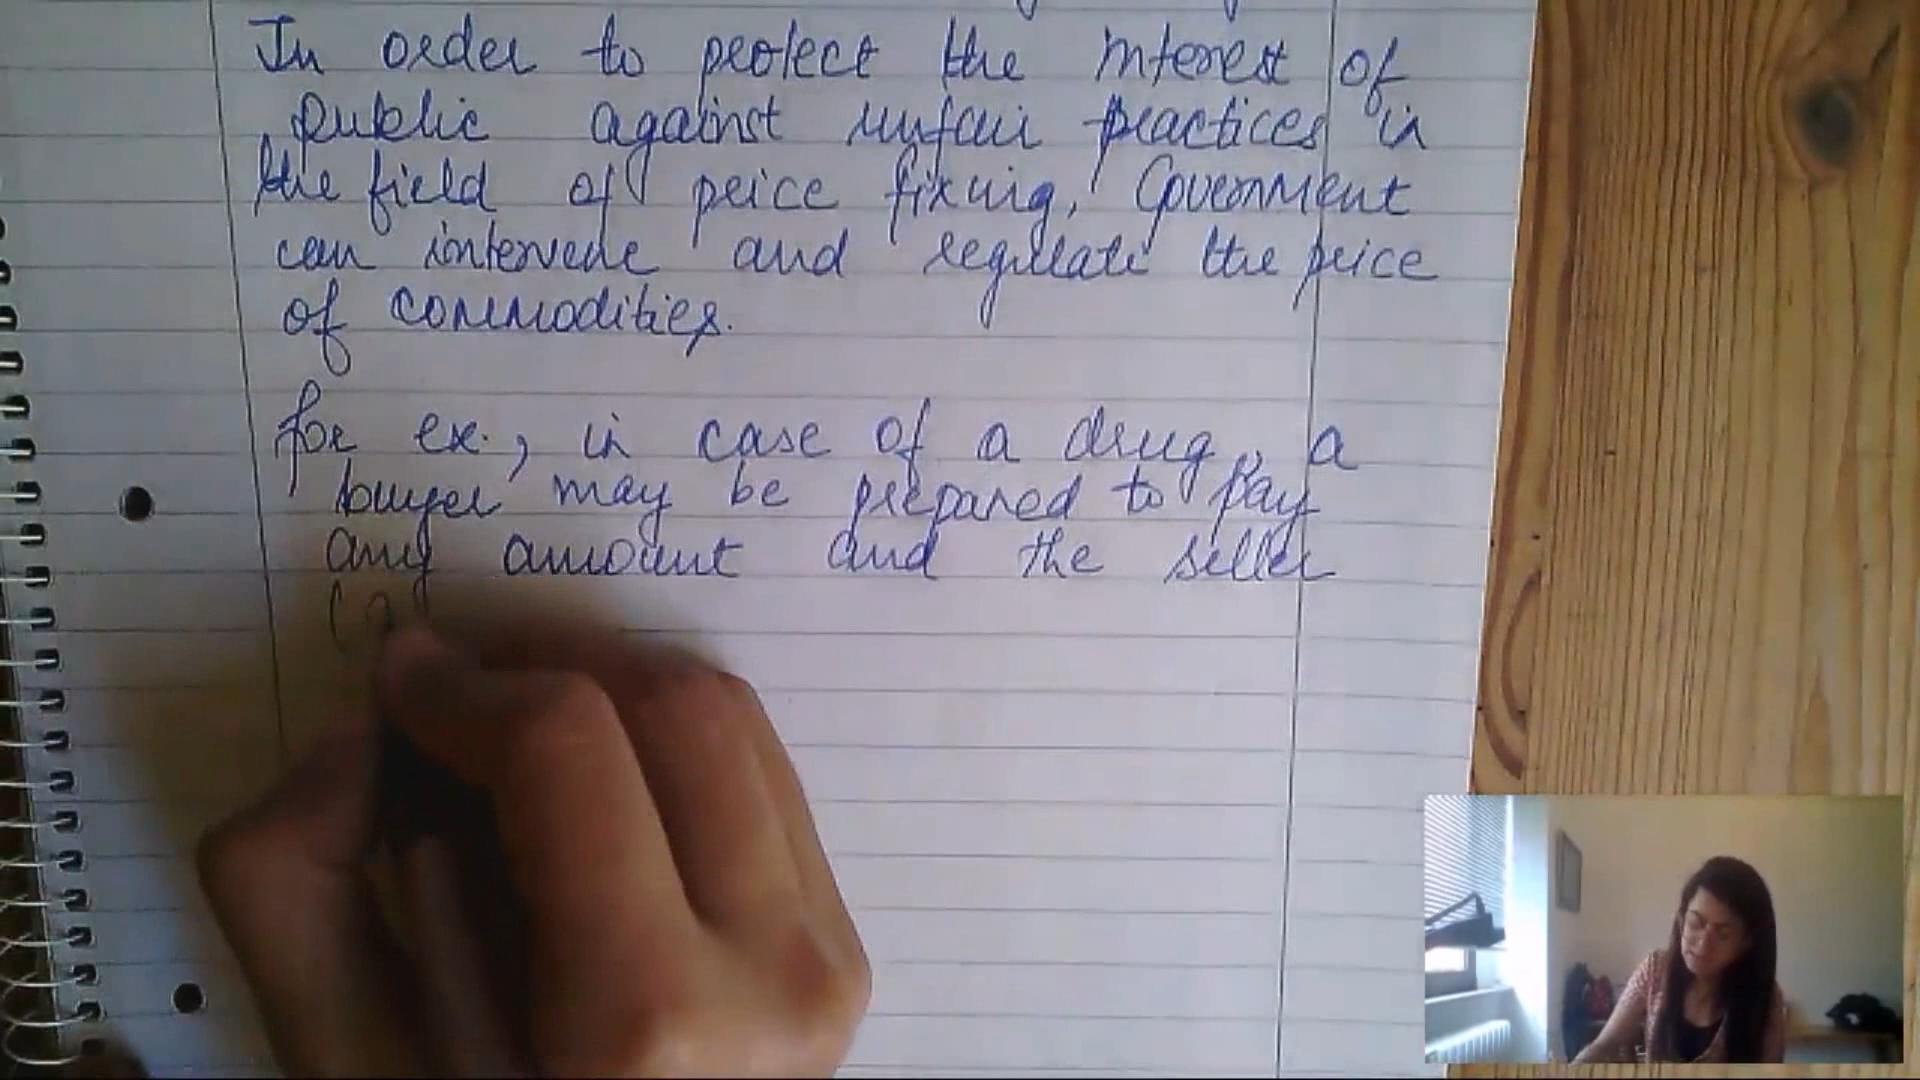 In order to protect the interest of
public against unfair practices in
the field of price fixing, Government
can intervene and regulate the price
of commodities.
for ex., in case of a drug, a
buyer may be prepared to pay
any amount and the seller